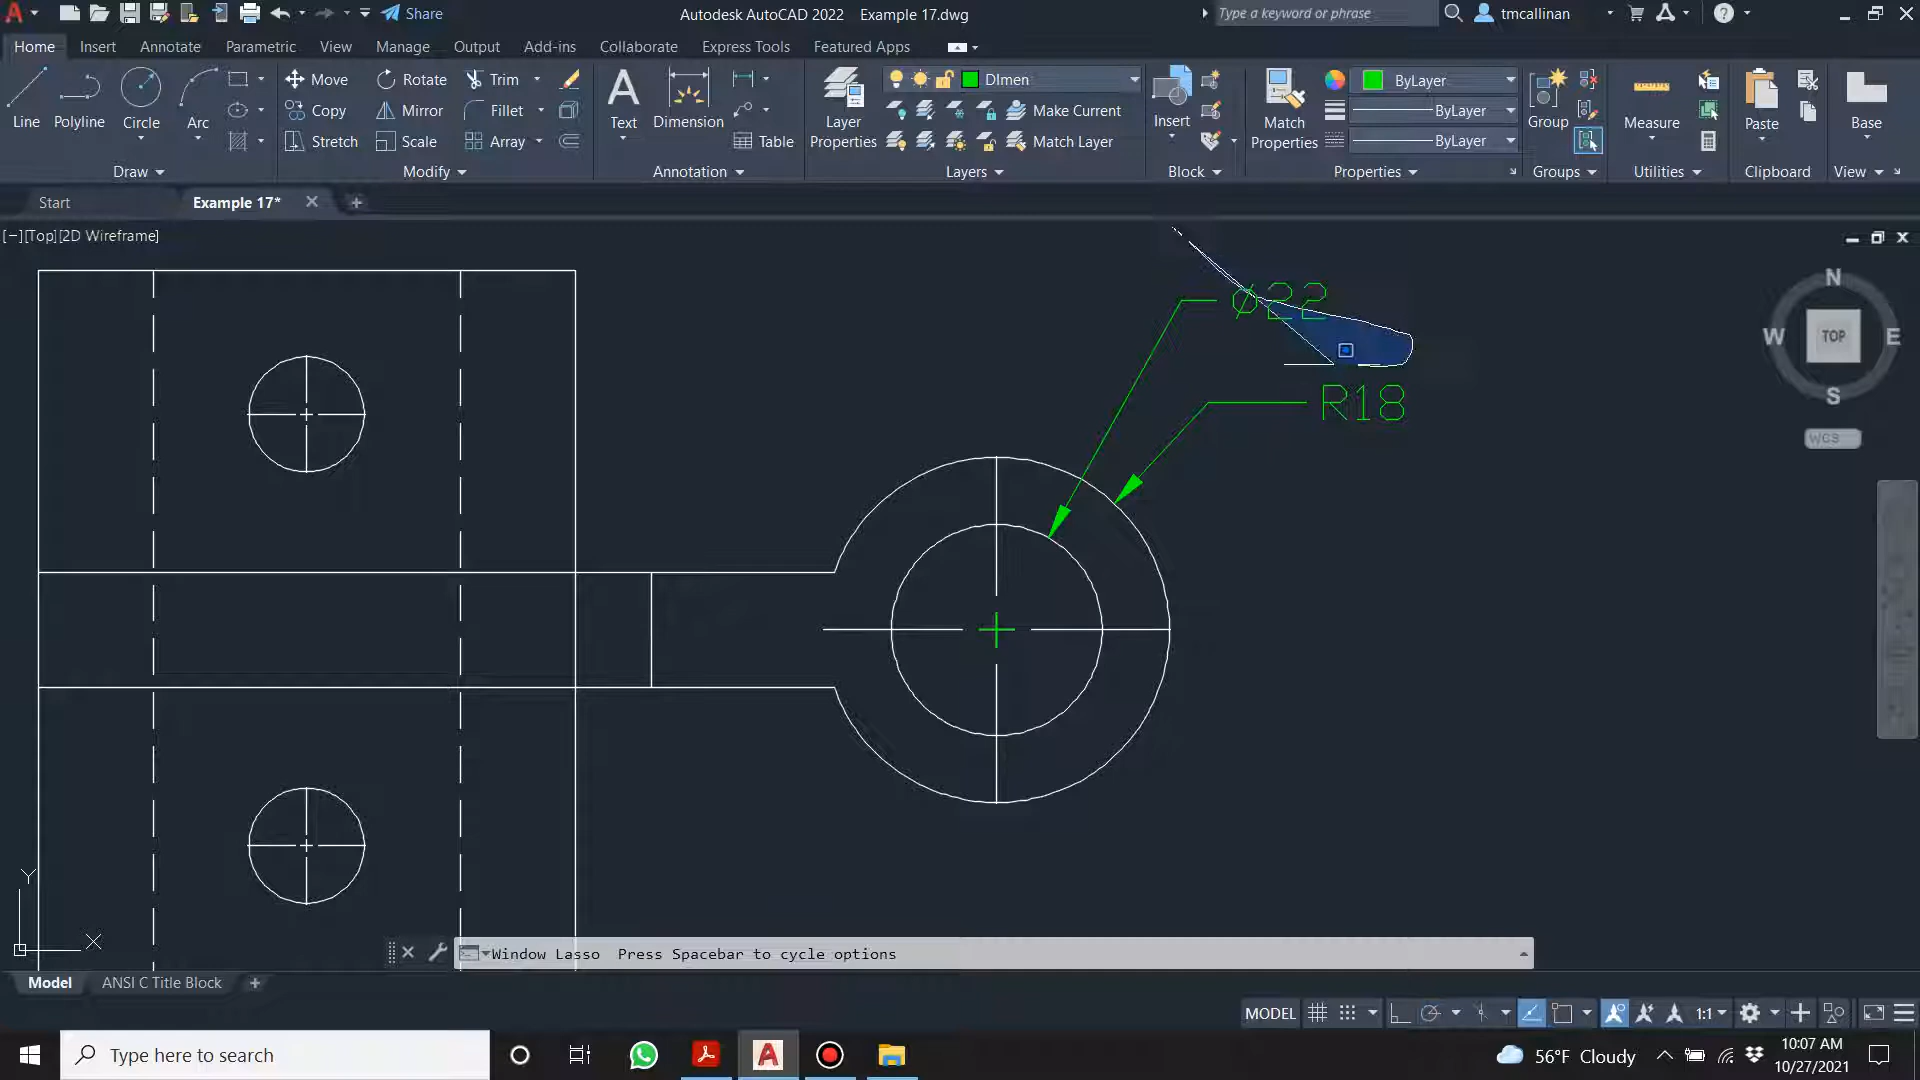 Share
Autodesk AutoCAD 2022 Example 17.dwg
Type a keyword or phrase
tmcallinan
Home Insert Annotate Parametric View Manage Output Add-ins Collaborate Express Tools Featured Apps
Line Polyline Circle Arc
Move Rotate Trim
Copy Mirror Fillet
Stretch Scale Array
Text Dimension Table
Layer Properties
DImen
Make Current
Match Layer
Insert
Match Properties
ByLayer
ByLayer
ByLayer
Group
Measure
Paste
Base
Draw Modify Annotation Layers Block Properties Groups Utilities Clipboard View
Start Example 17*
[−][Top][2D Wireframe]
ø22
R18
N
W TOP E
S
WCS
Y
X
Window Lasso Press Spacebar to cycle options
Model ANSI C Title Block
MODEL 1:1
Type here to search
56°F Cloudy
10:07 AM
10/27/2021